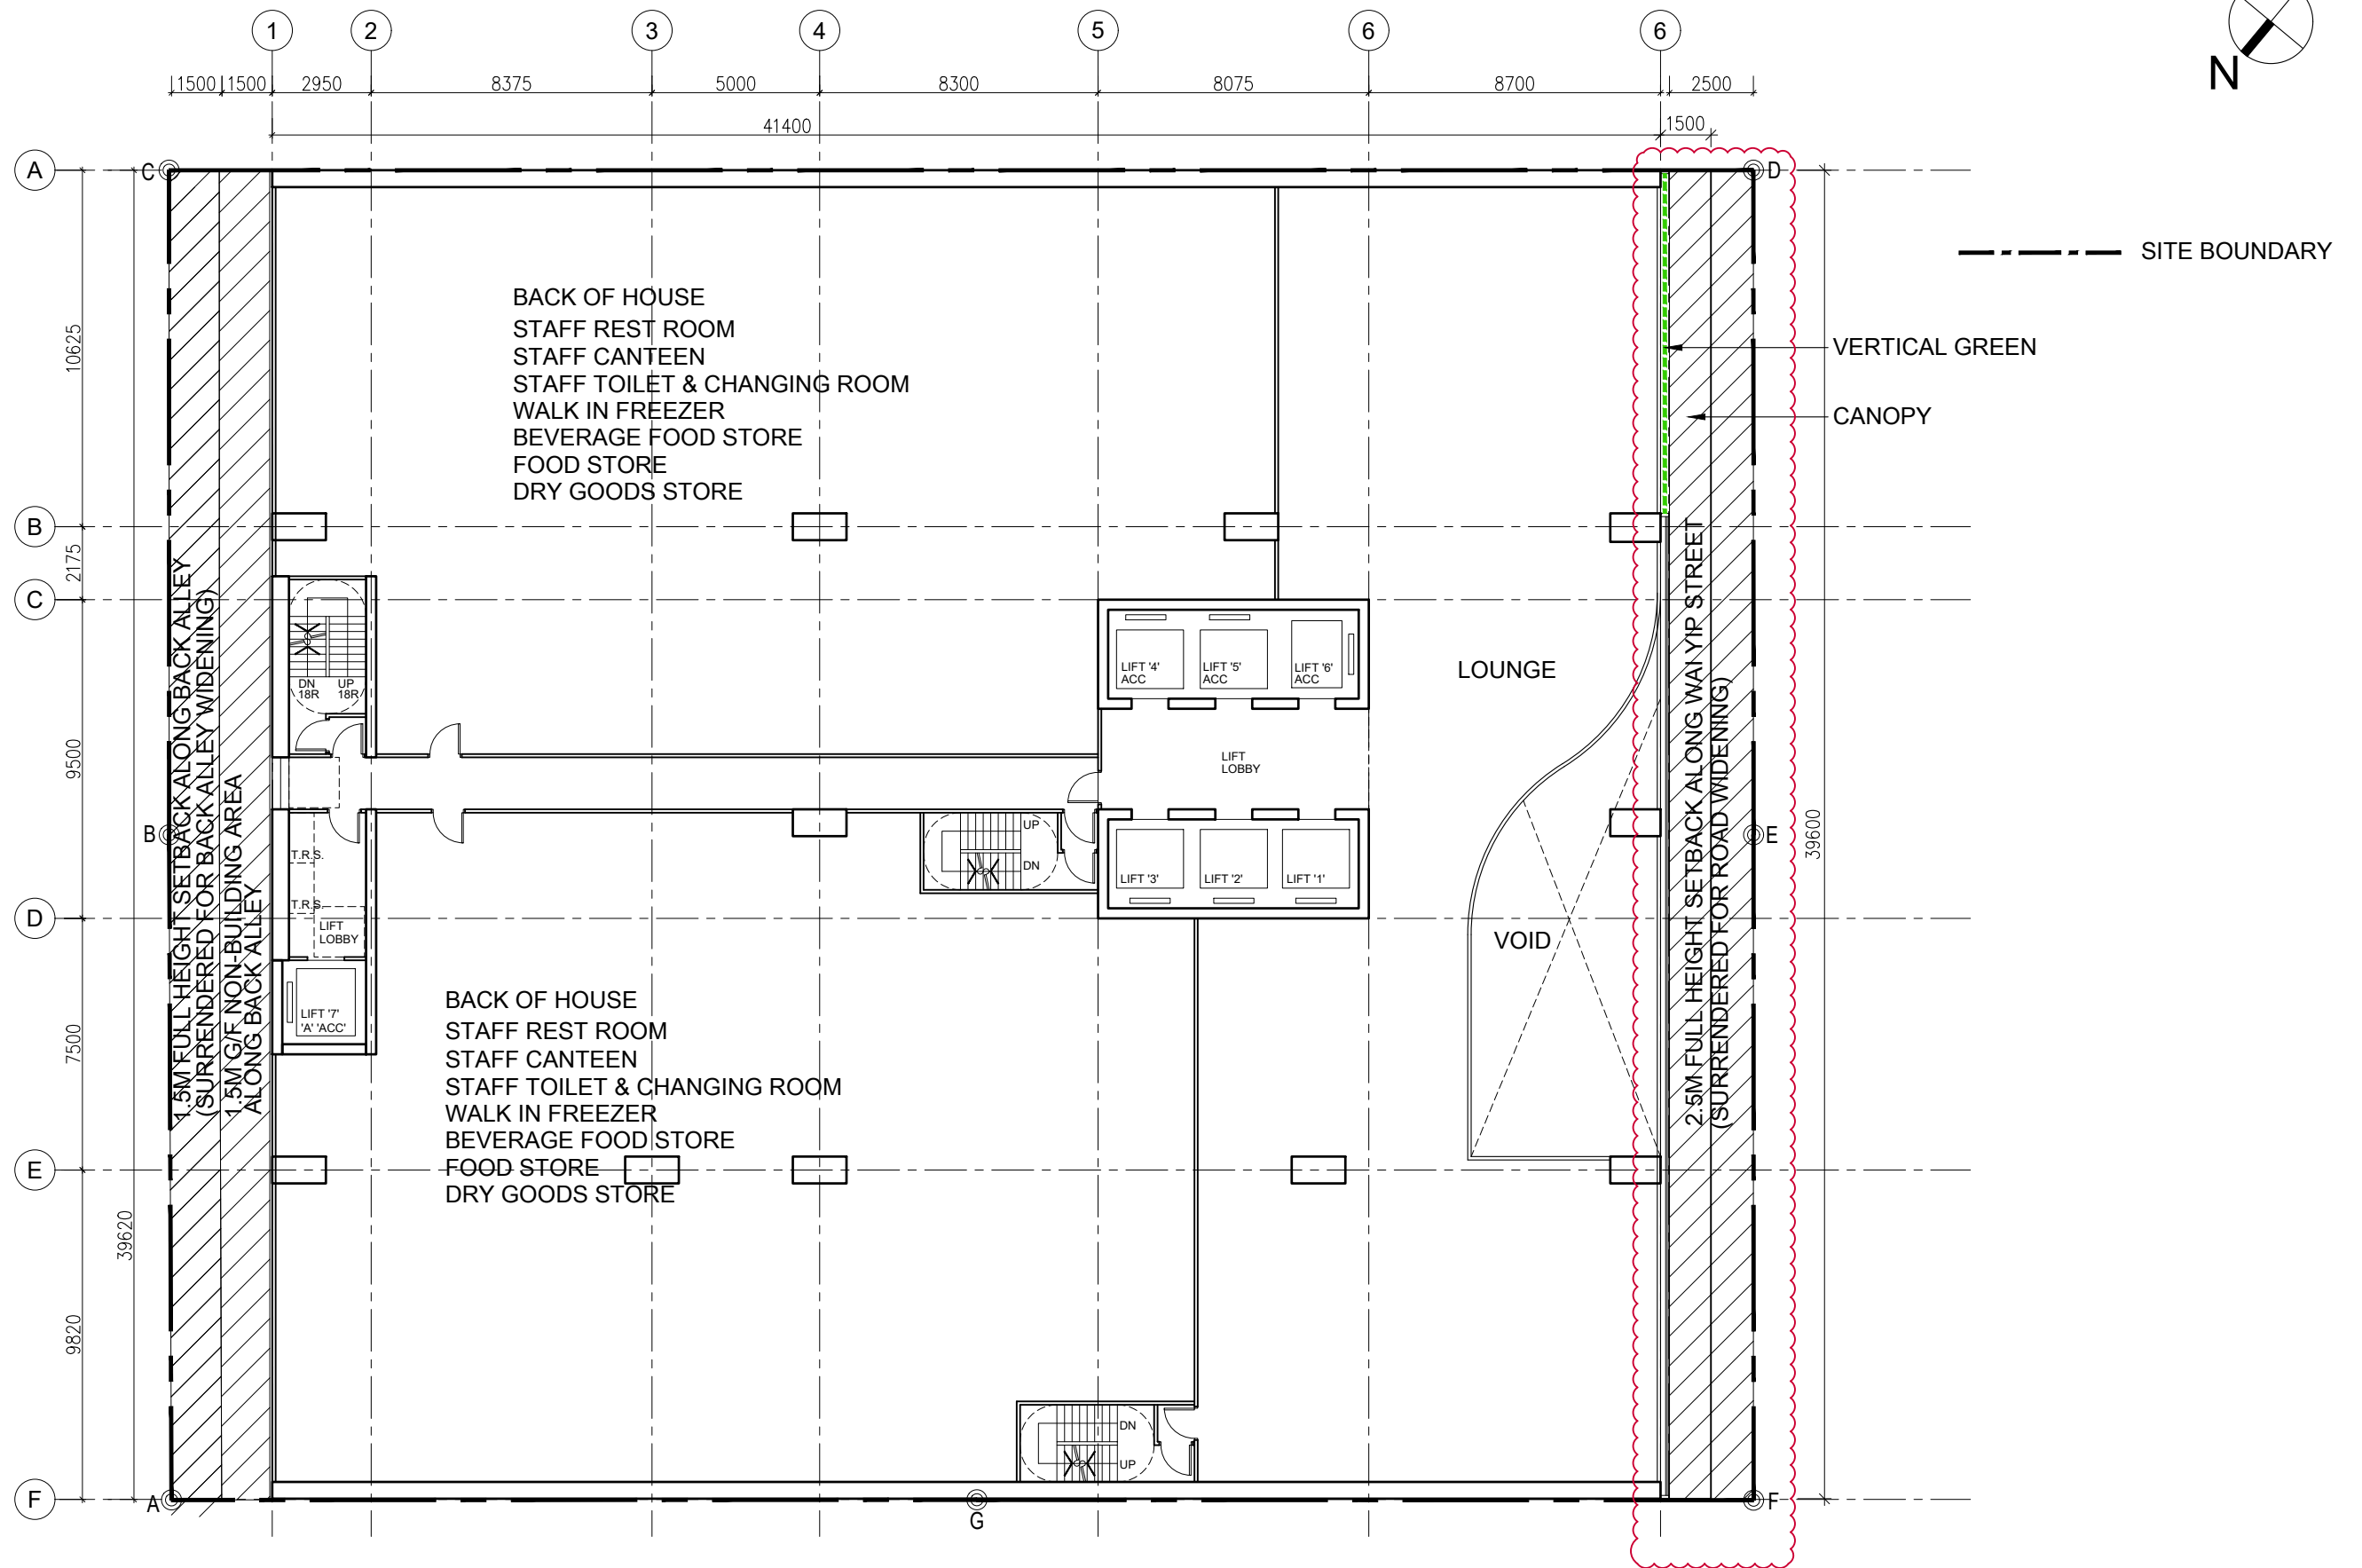 1 2 3 4 5 6 6
N
1500 1500 2950 8375 5000 8300 8075 8700 2500
41400 1500
A
C
D
SITE BOUNDARY
VERTICAL GREEN
CANOPY
10625
BACK OF HOUSE
STAFF REST ROOM
STAFF CANTEEN
STAFF TOILET & CHANGING ROOM
WALK IN FREEZER
BEVERAGE FOOD STORE
FOOD STORE
DRY GOODS STORE
B
2175
C
1.5M FULL HEIGHT SETBACK ALONG BACK ALLEY
(SURRENDERED FOR BACK ALLEY WIDENING)
1.5M G/F NON-BUILDING AREA
ALONG BACK ALLEY
DN
18R
UP
18R
LIFT '4'
ACC
LIFT '5'
ACC
LIFT '6'
ACC
LOUNGE
2.5M FULL HEIGHT SETBACK ALONG WAI YIP STREET
(SURRENDERED FOR ROAD WIDENING)
9500
LIFT
LOBBY
B
E
39600
UP
DN
LIFT '3'
LIFT '2'
LIFT '1'
T.R.S.
T.R.S.
D
LIFT
LOBBY
VOID
LIFT '7'
'A' 'ACC'
7500
BACK OF HOUSE
STAFF REST ROOM
STAFF CANTEEN
STAFF TOILET & CHANGING ROOM
WALK IN FREEZER
BEVERAGE FOOD STORE
FOOD STORE
DRY GOODS STORE
E
39620
9820
DN
UP
F
A
G
F